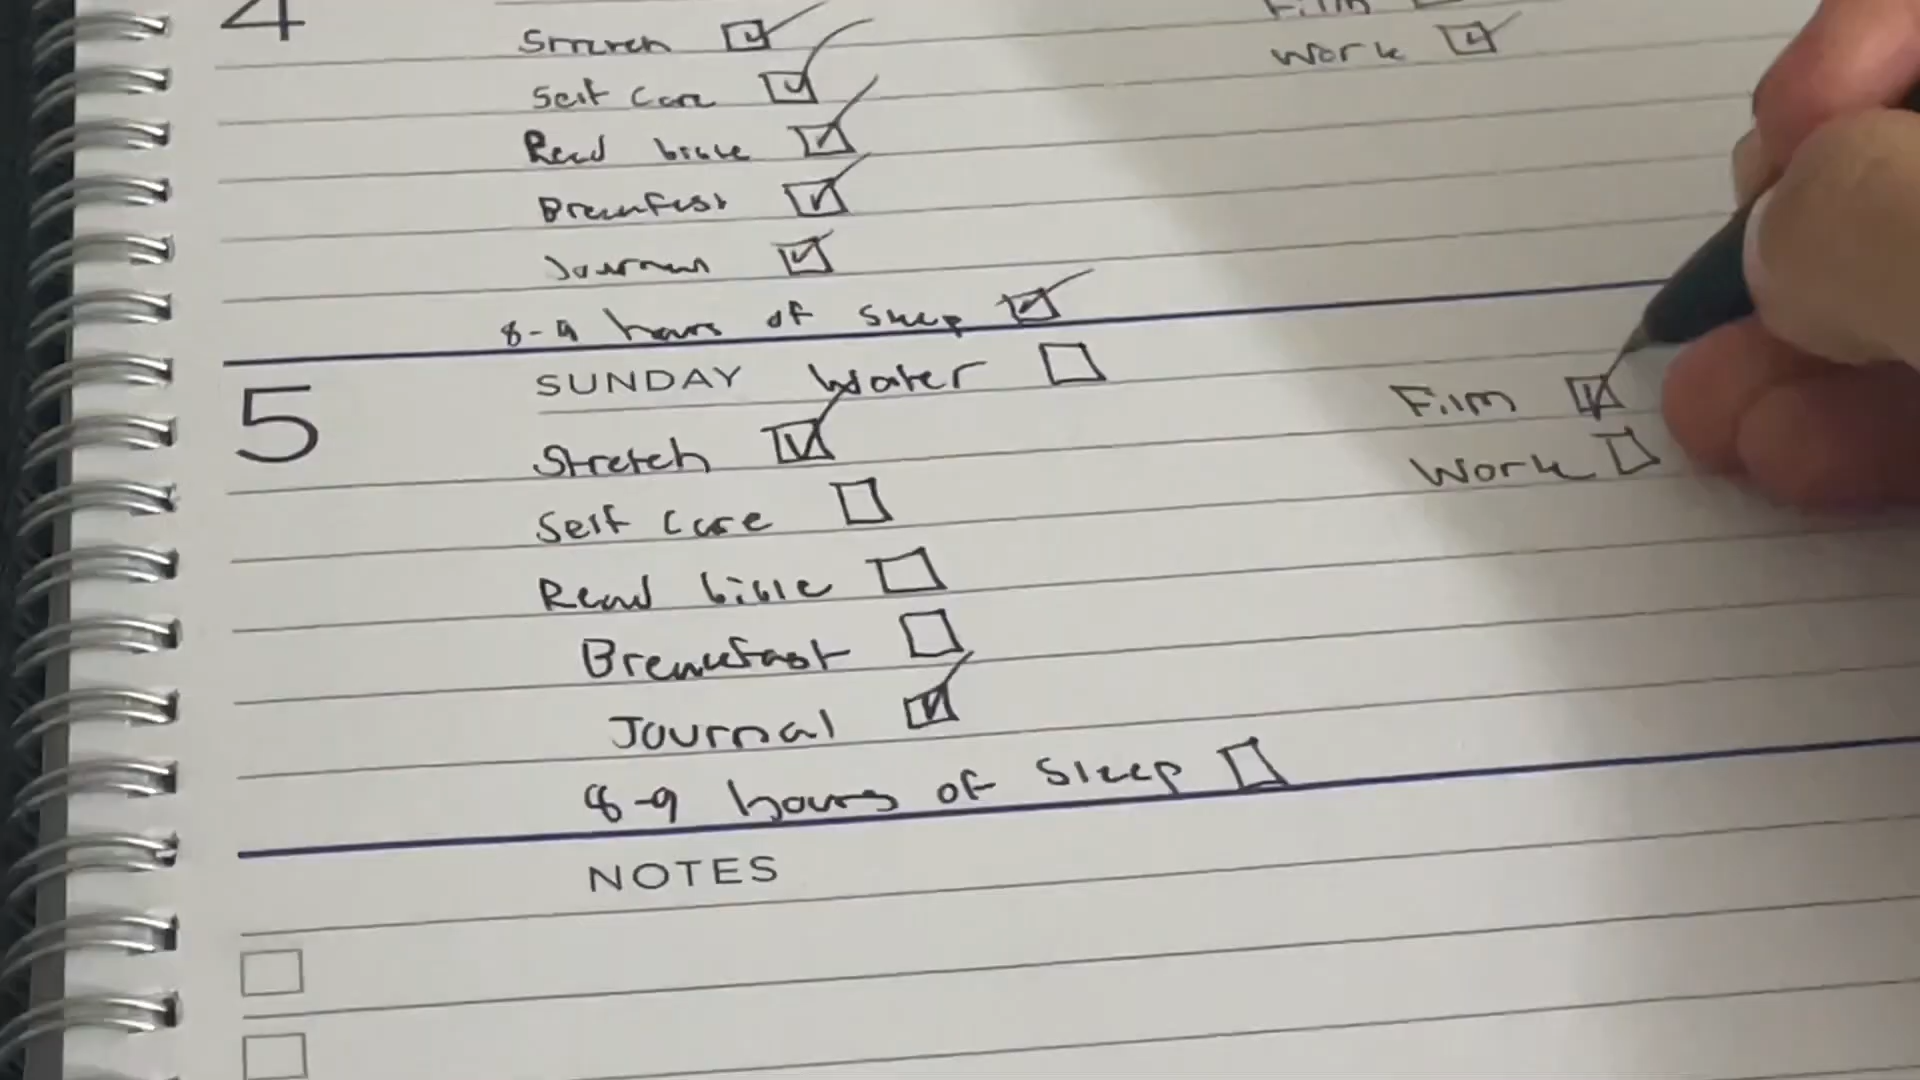 4
Stretch
Self Care
Read bible
Breakfast
Journal
8-9 hours of Sleep
Film
Work
5
SUNDAY Water
Stretch
Self Care
Read bible
Breakfast
Journal
8-9 hours of Sleep
Film
Work
NOTES